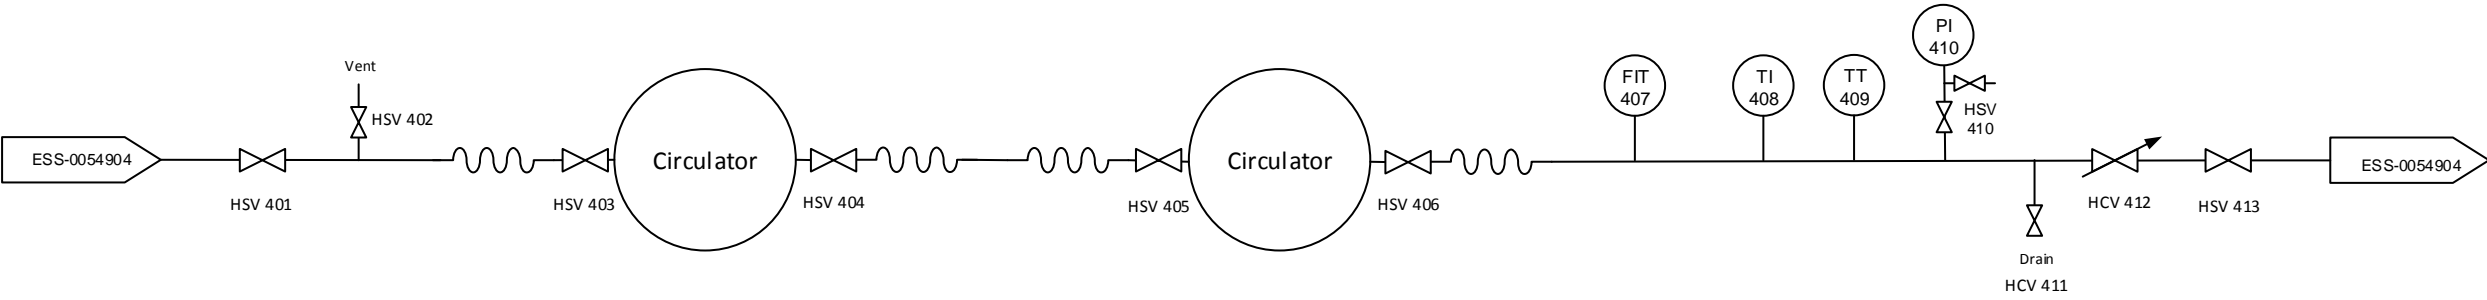 ESS-0054904
HSV 401
Vent
HSV 402
HSV 403
Circulator
HSV 404
HSV 405
Circulator
HSV 406
FIT
407
TI
408
TT
409
PI
410
HSV
410
Drain
HCV 411
HCV 412
HSV 413
ESS-0054904